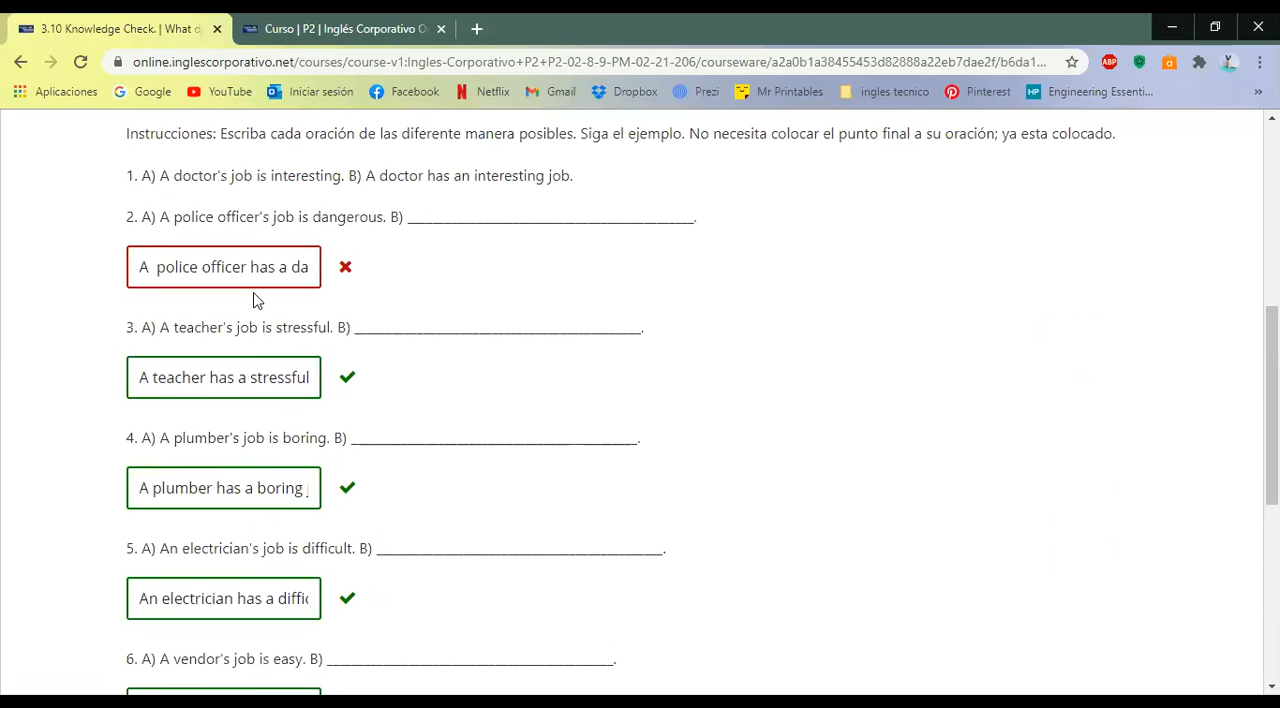 3.10 Knowledge Check. | What d
Curso | P2 | Inglés Corporativo O
online.inglescorporativo.net/courses/course-v1:Ingles-Corporativo+P2+P2-02-8-9-PM-02-21-206/courseware/a2a0b1a38455453d82888a22eb7dae2f/b6da1...
ABP
Aplicaciones Google YouTube Iniciar sesión Facebook Netflix Gmail Dropbox Prezi Mr Printables ingles tecnico Pinterest HP Engineering Essenti... »
Instrucciones: Escriba cada oración de las diferente manera posibles. Siga el ejemplo. No necesita colocar el punto final a su oración; ya esta colocado.
1. A) A doctor's job is interesting. B) A doctor has an interesting job.
2. A) A police officer's job is dangerous. B) ______________________________________.
A  police officer has a da
3. A) A teacher's job is stressful. B) ______________________________________.
A teacher has a stressful
4. A) A plumber's job is boring. B) ______________________________________.
A plumber has a boring
5. A) An electrician's job is difficult. B) ______________________________________.
An electrician has a diffic
6. A) A vendor's job is easy. B) ______________________________________.